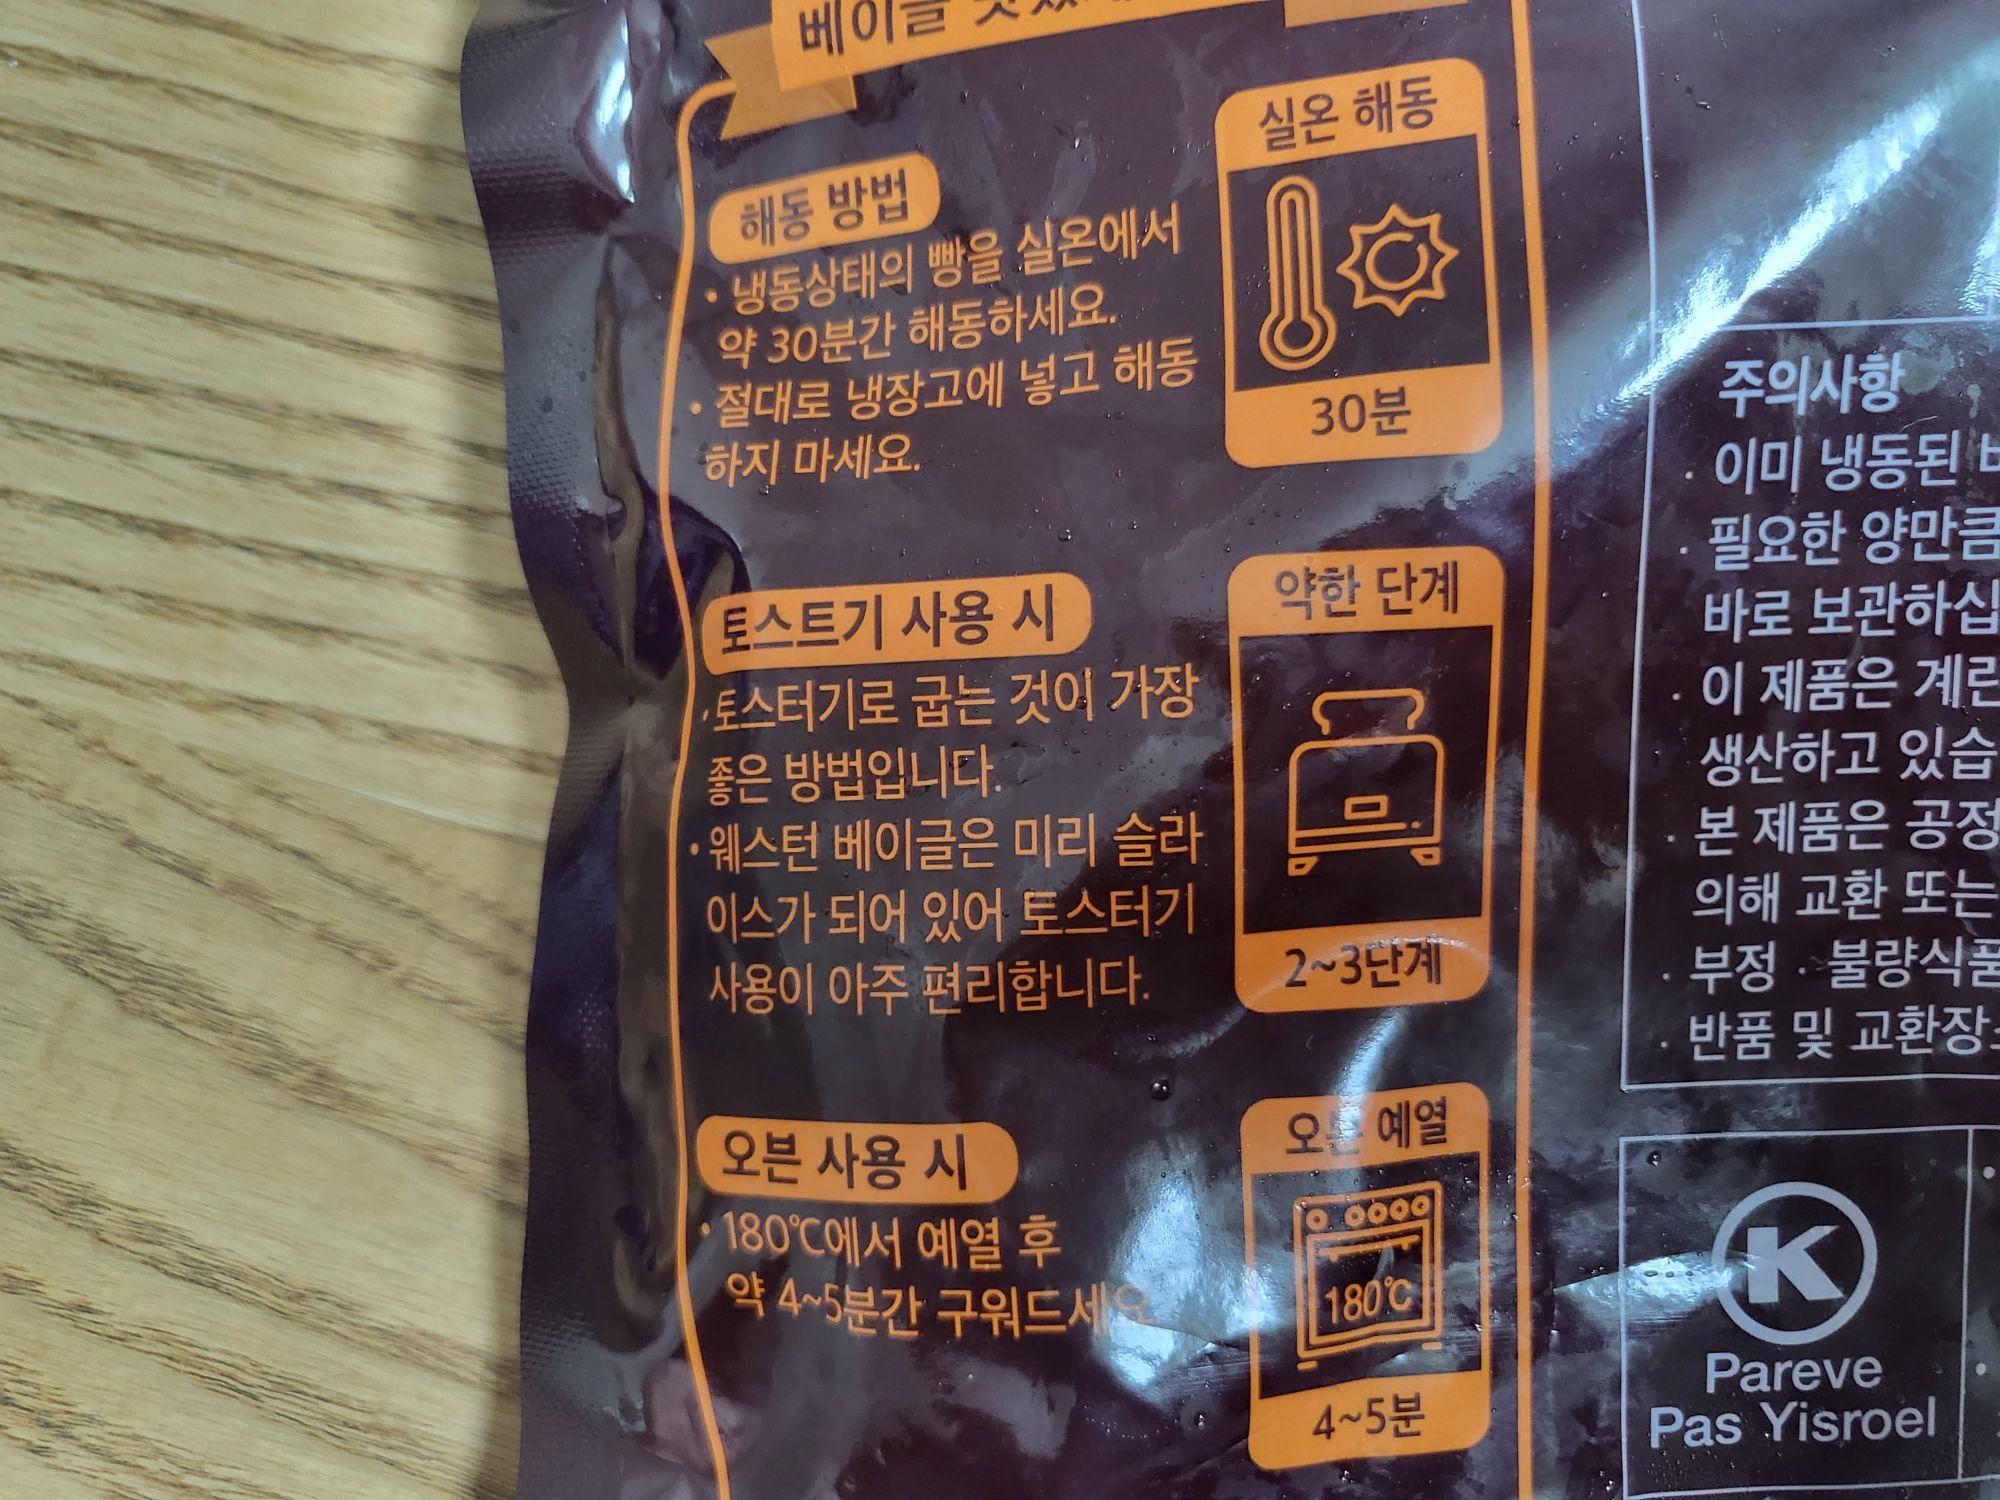 베이글
해동 방법
· 냉동상태의 빵을 실온에서
약 30분간 해동하세요.
· 절대로 냉장고에 넣고 해동
하지 마세요.
실온 해동
30분
토스트기 사용 시
· 토스터기로 굽는 것이 가장
좋은 방법입니다.
· 웨스턴 베이글은 미리 슬라
이스가 되어 있어 토스터기
사용이 아주 편리합니다.
약한 단계
2~3단계
오븐 사용 시
· 180℃에서 예열 후
약 4~5분간 구워드세요
오븐 예열
180℃
4~5분
주의사항
· 이미 냉동된
· 필요한 양만큼
바로 보관하십
· 이 제품은 계란
생산하고 있습
· 본 제품은 공정
의해 교환 또는
· 부정 · 불량식품
· 반품 및 교환장
K
Pareve
Pas Yisroel